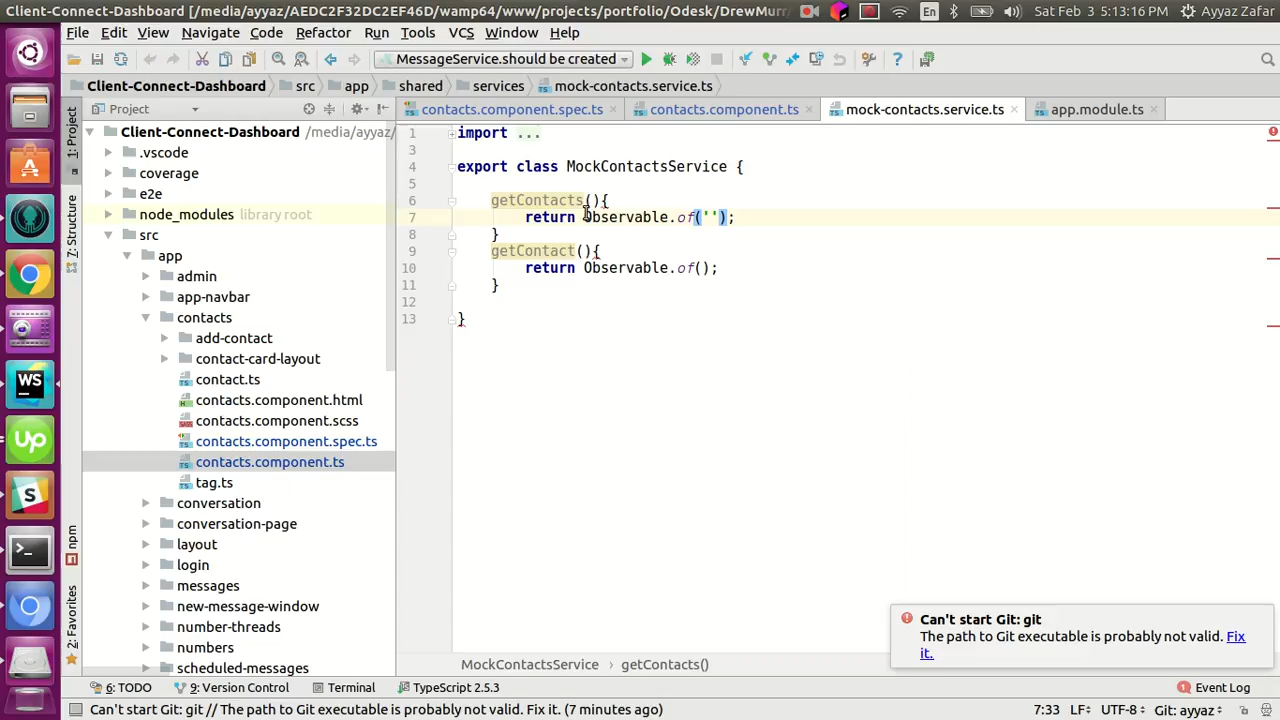 Client-Connect-Dashboard [/media/ayyaz/AEDC2F32DC2EF46D/wamp64/www/projects/portfolio/Odesk/DrewMurr
En
Sat Feb 3 5:13:16 PM
Ayyaz Zafar
File Edit View Navigate Code Refactor Run Tools VCS Window Help
MessageService.should be created
Client-Connect-Dashboard src app shared services mock-contacts.service.ts
Project
contacts.component.spec.ts contacts.component.ts mock-contacts.service.ts app.module.ts
1: Project
7: Structure
npm
2: Favorites
Client-Connect-Dashboard /media/ayyaz/
.vscode
coverage
e2e
node_modules library root
src
app
admin
app-navbar
contacts
add-contact
contact-card-layout
contact.ts
contacts.component.html
contacts.component.scss
contacts.component.spec.ts
contacts.component.ts
tag.ts
conversation
conversation-page
layout
login
messages
new-message-window
number-threads
numbers
scheduled-messages
1 import ...
3
4 export class MockContactsService {
5
6 getContacts(){
7 return Observable.of('');
8 }
9 getContact(){
10 return Observable.of();
11 }
12
13 }
Can't start Git: git
The path to Git executable is probably not valid. Fix
it.
MockContactsService getContacts()
6: TODO 9: Version Control Terminal TypeScript 2.5.3 1 Event Log
Can't start Git: git // The path to Git executable is probably not valid. Fix it. (7 minutes ago) 7:33 LF UTF-8 Git: ayyaz